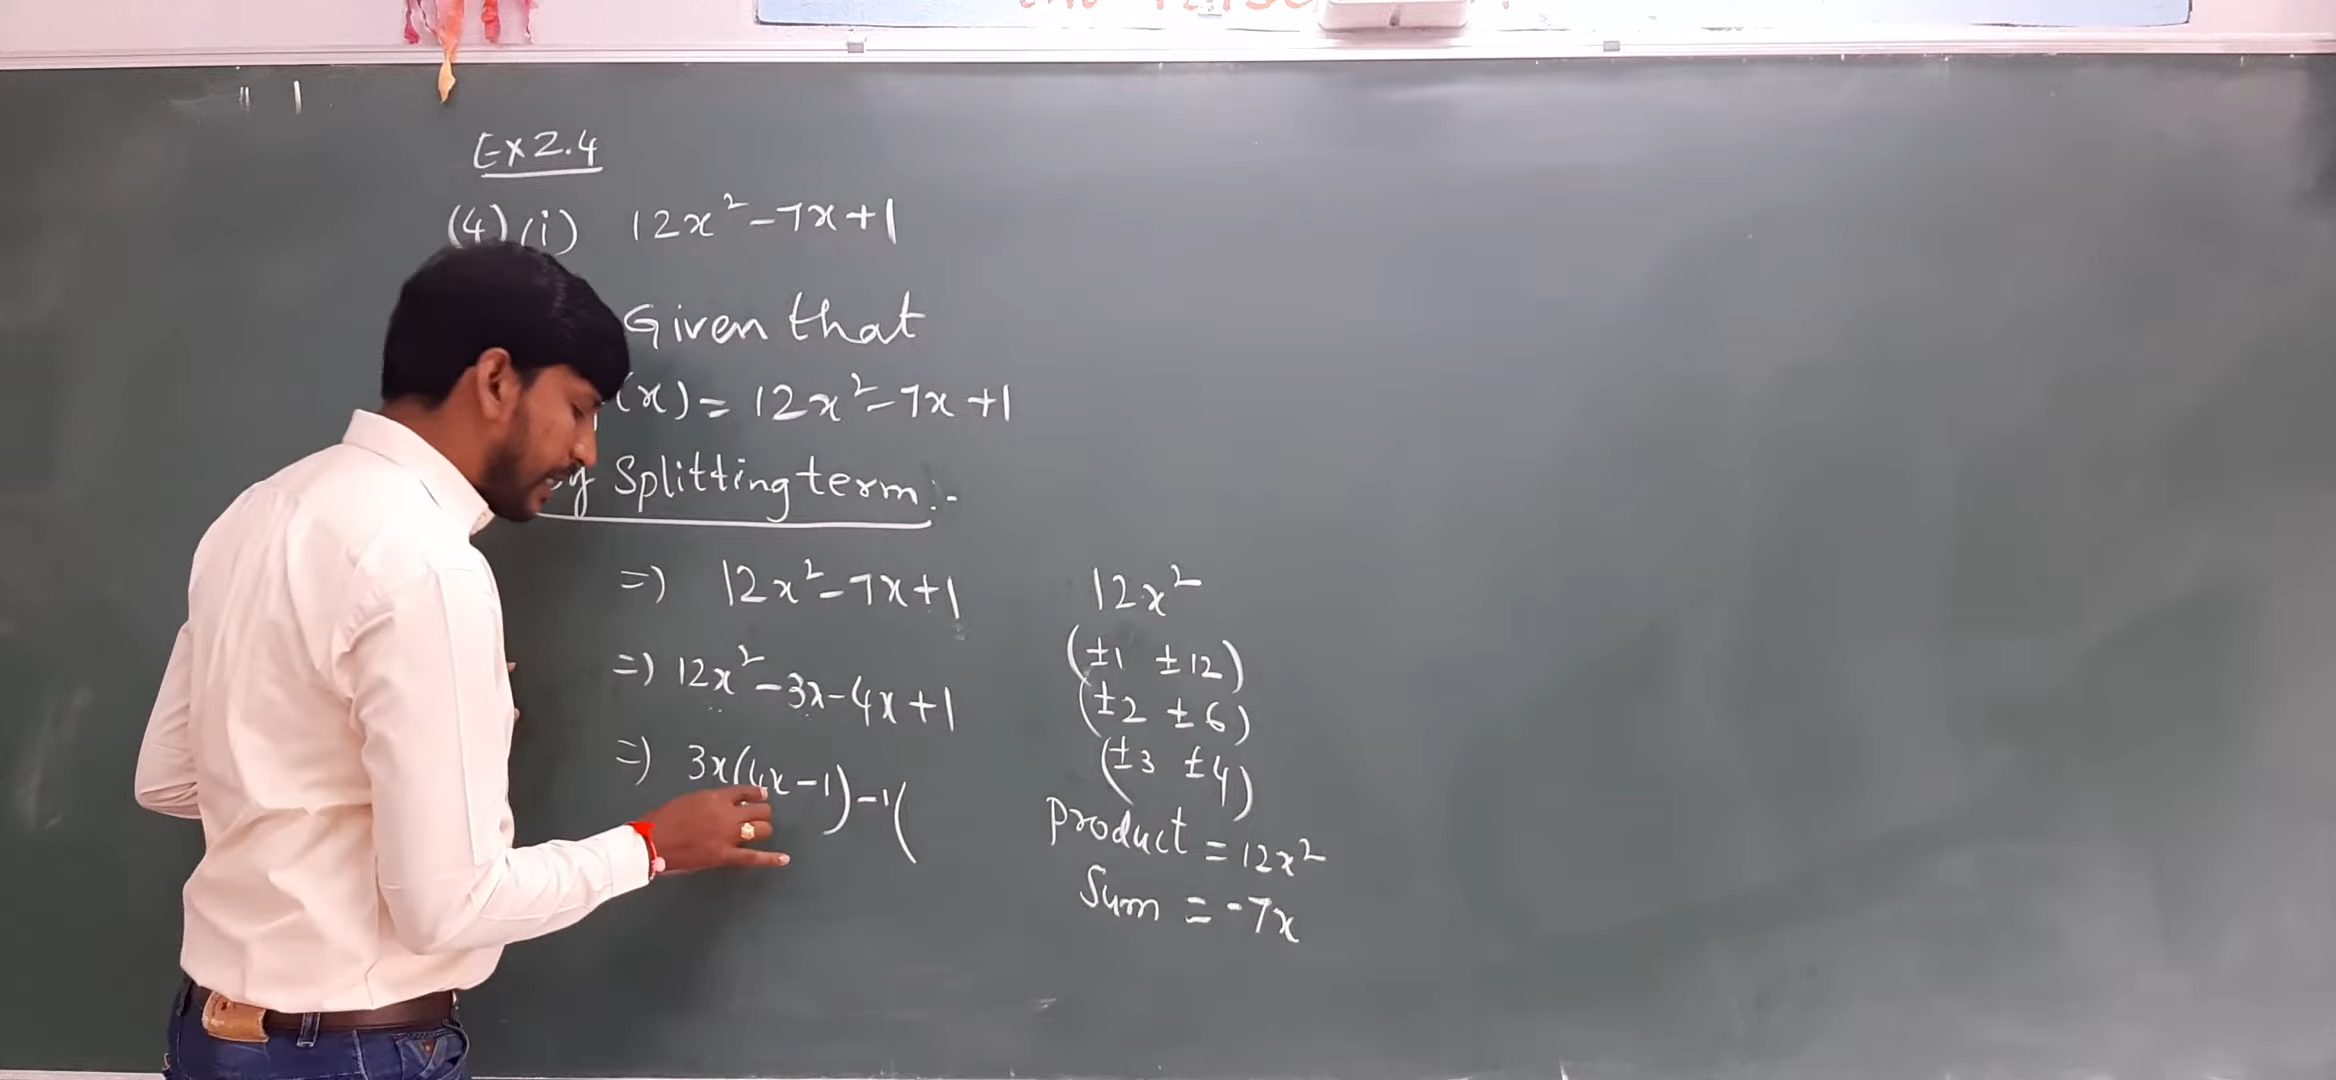 Ex 2.4
(4) (i) 12x² - 7x + 1
Given that
(x) = 12x² - 7x + 1
By Splitting term :-
=) 12x² - 7x + 1
=) 12x² - 3x - 4x + 1
=) 3x(4x - 1) - 1(
12x²
(±1 ±12)
(±2 ±6)
(±3 ±4)
product = 12x²
Sum = -7x